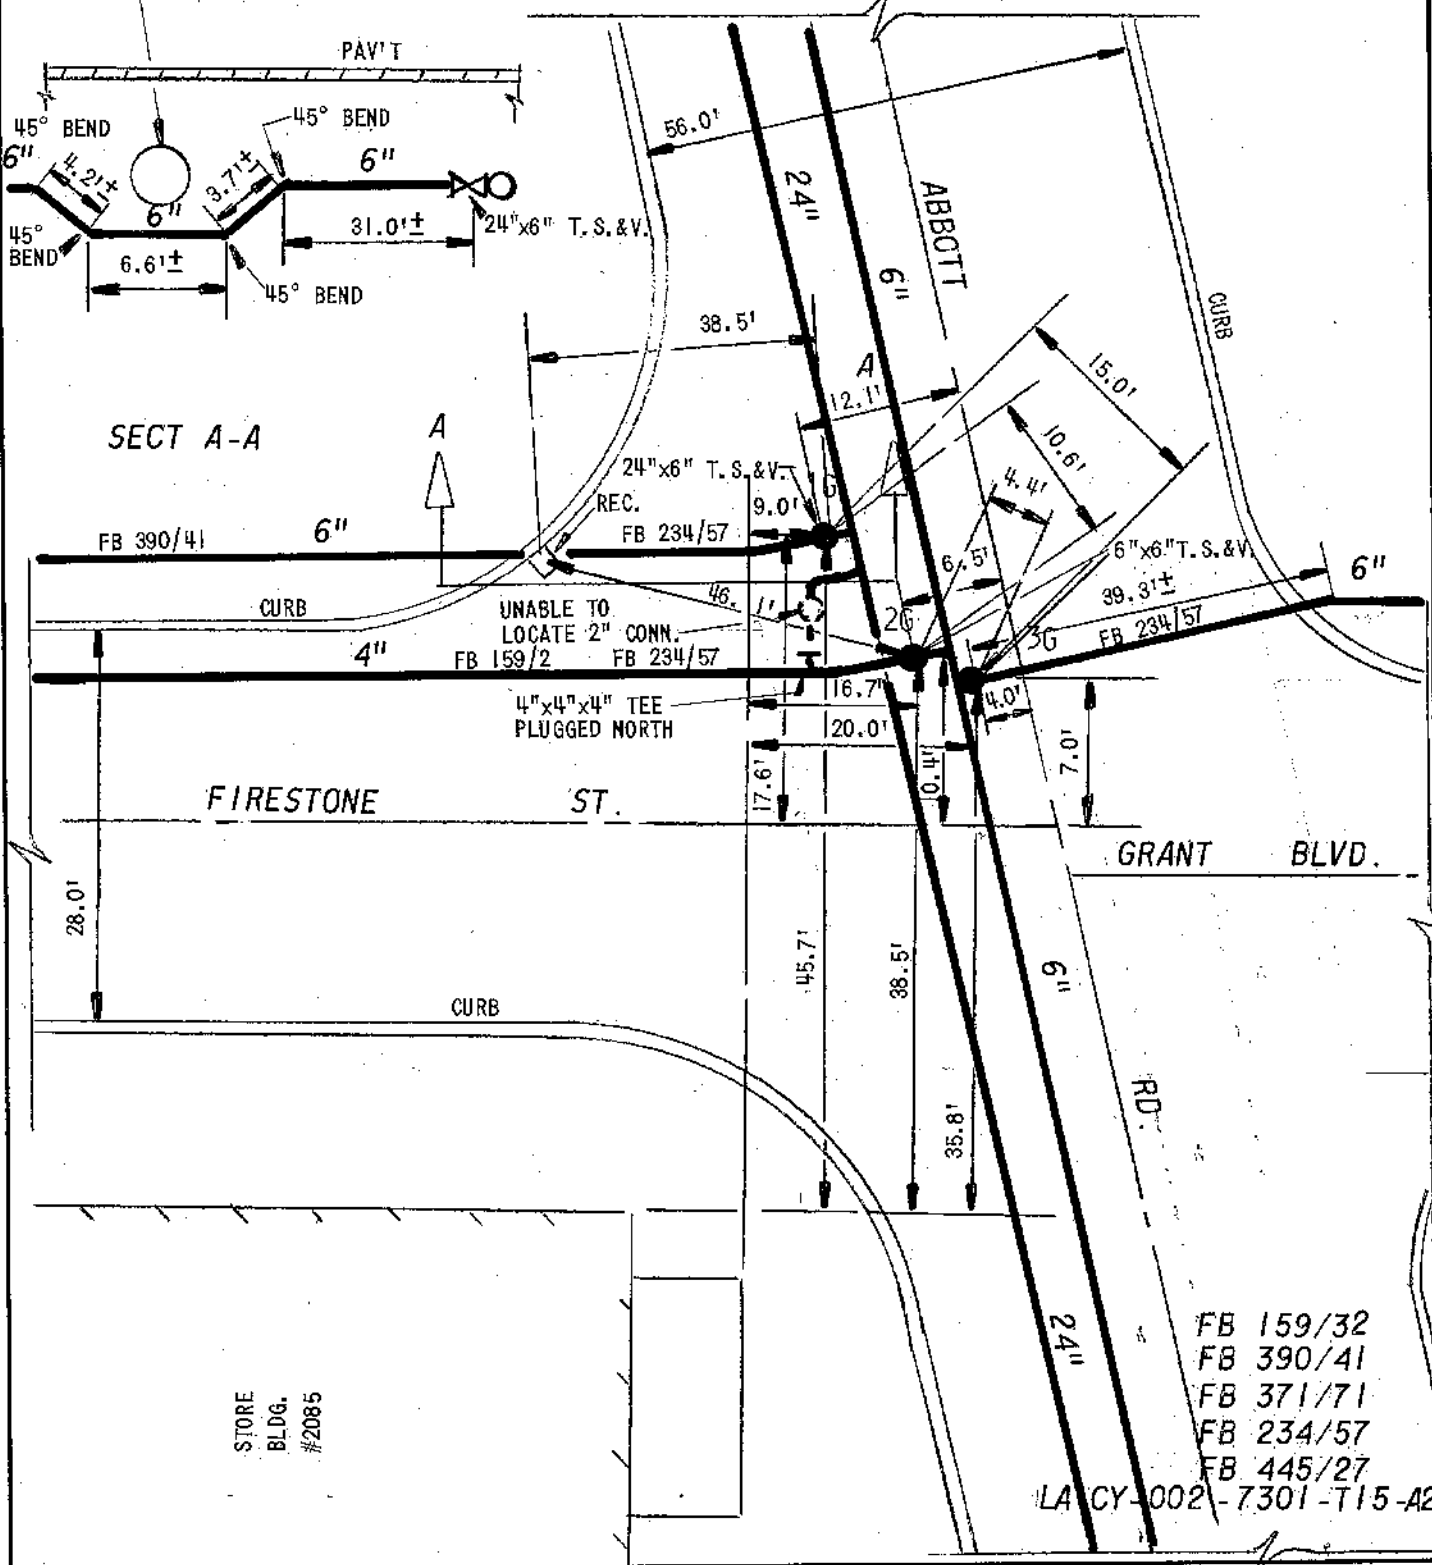 PAV'T
45° BEND
45° BEND
6"
4.2'±
3.7'±
6"
6"
45°
BEND
6.6'±
31.0'±
24"x6" T.S.&V.
45° BEND
SECT A-A
56.0'
24"
ABBOTT
6"
CURB
38.5'
A
12.1'
15.0'
10.6'
4.4'
A
24"x6" T.S.&V.
9.0'
REC.
FB 390/41
6"
FB 234/57
6.5'
6"x6" T.S.&V.
39.3'±
6"
FB 234/57
CURB
46.1'
UNABLE TO
LOCATE 2" CONN.
2G
3G
4"
FB 159/2
FB 234/57
4"x4"x4" TEE
PLUGGED NORTH
16.7'
4.0'
20.0'
17.6'
7.0'
FIRESTONE ST.
GRANT BLVD.
28.0'
45.7'
38.5'
6"
CURB
35.8'
RD.
24"
STORE
BLDG.
#2085
FB 159/32
FB 390/41
FB 371/71
FB 234/57
FB 445/27
LA CY-002-7301-T15-A2